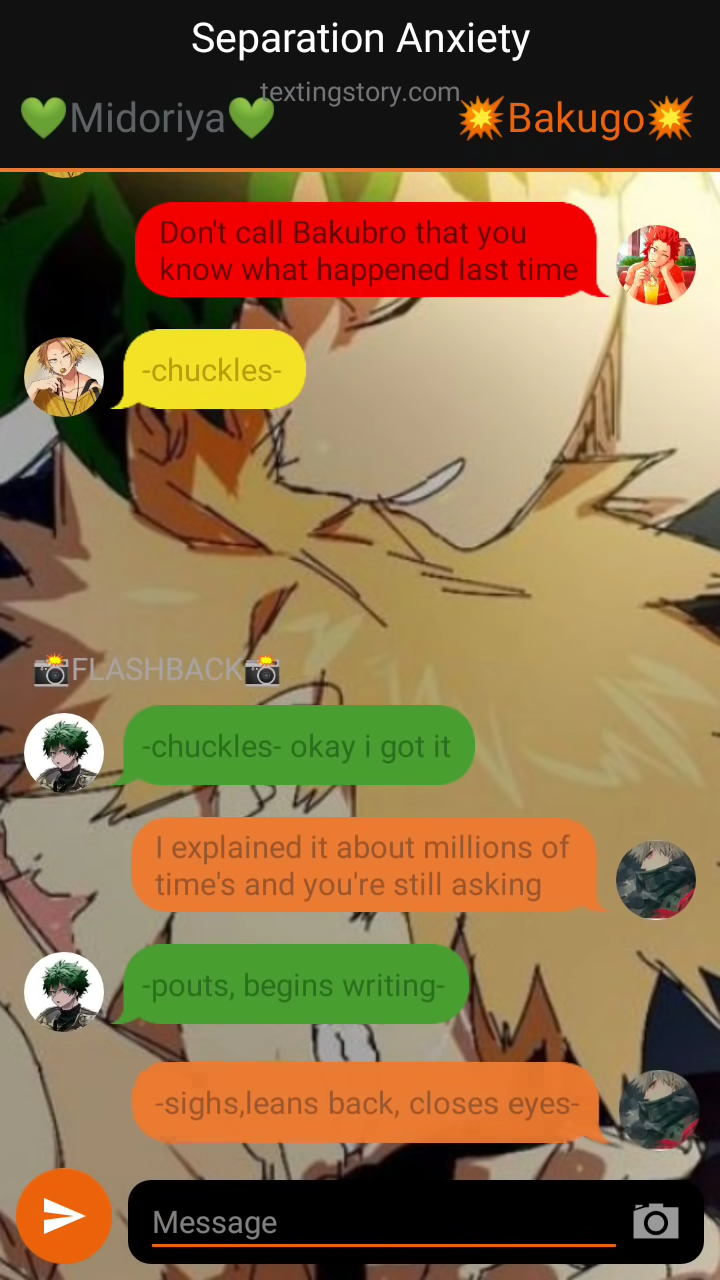 Separation Anxiety
textingstory.com
💚Midoriya💚
💥Bakugo💥
Don't call Bakubro that you
know what happened last time
-chuckles-
📸FLASHBACK📸
-chuckles- okay i got it
I explained it about millions of
time's and you're still asking
-pouts, begins writing-
-sighs,leans back, closes eyes-
Message